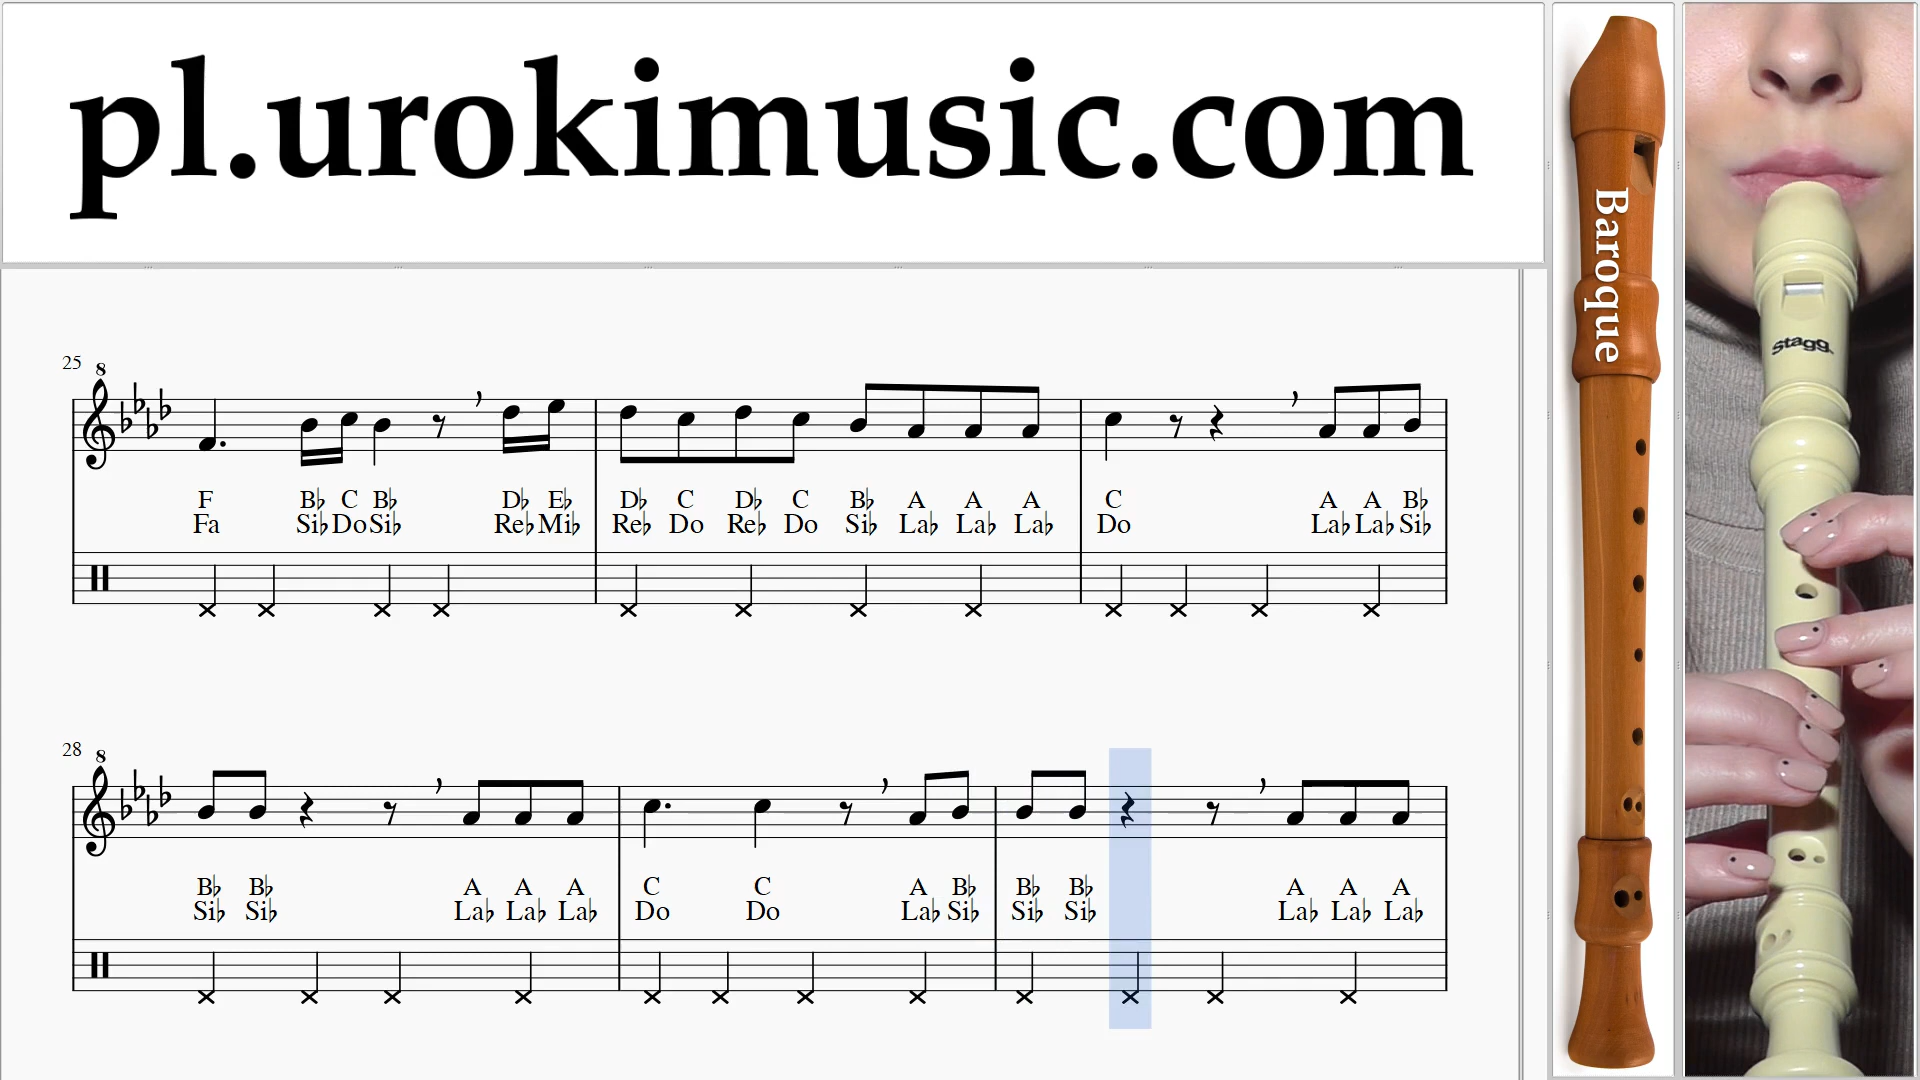 pl.urokimusic.com
Baroque
Stagg
25
8
F B♭ C B♭ D♭ E♭ D♭ C D♭ C B♭ A A A C A A B♭
Fa Si♭ Do Si♭ Re♭ Mi♭ Re♭ Do Re♭ Do Si♭ La♭ La♭ La♭ Do La♭ La♭ Si♭
28
8
B♭ B♭ A A A C C A B♭ B♭ B♭ A A A
Si♭ Si♭ La♭ La♭ La♭ Do Do La♭ Si♭ Si♭ Si♭ La♭ La♭ La♭